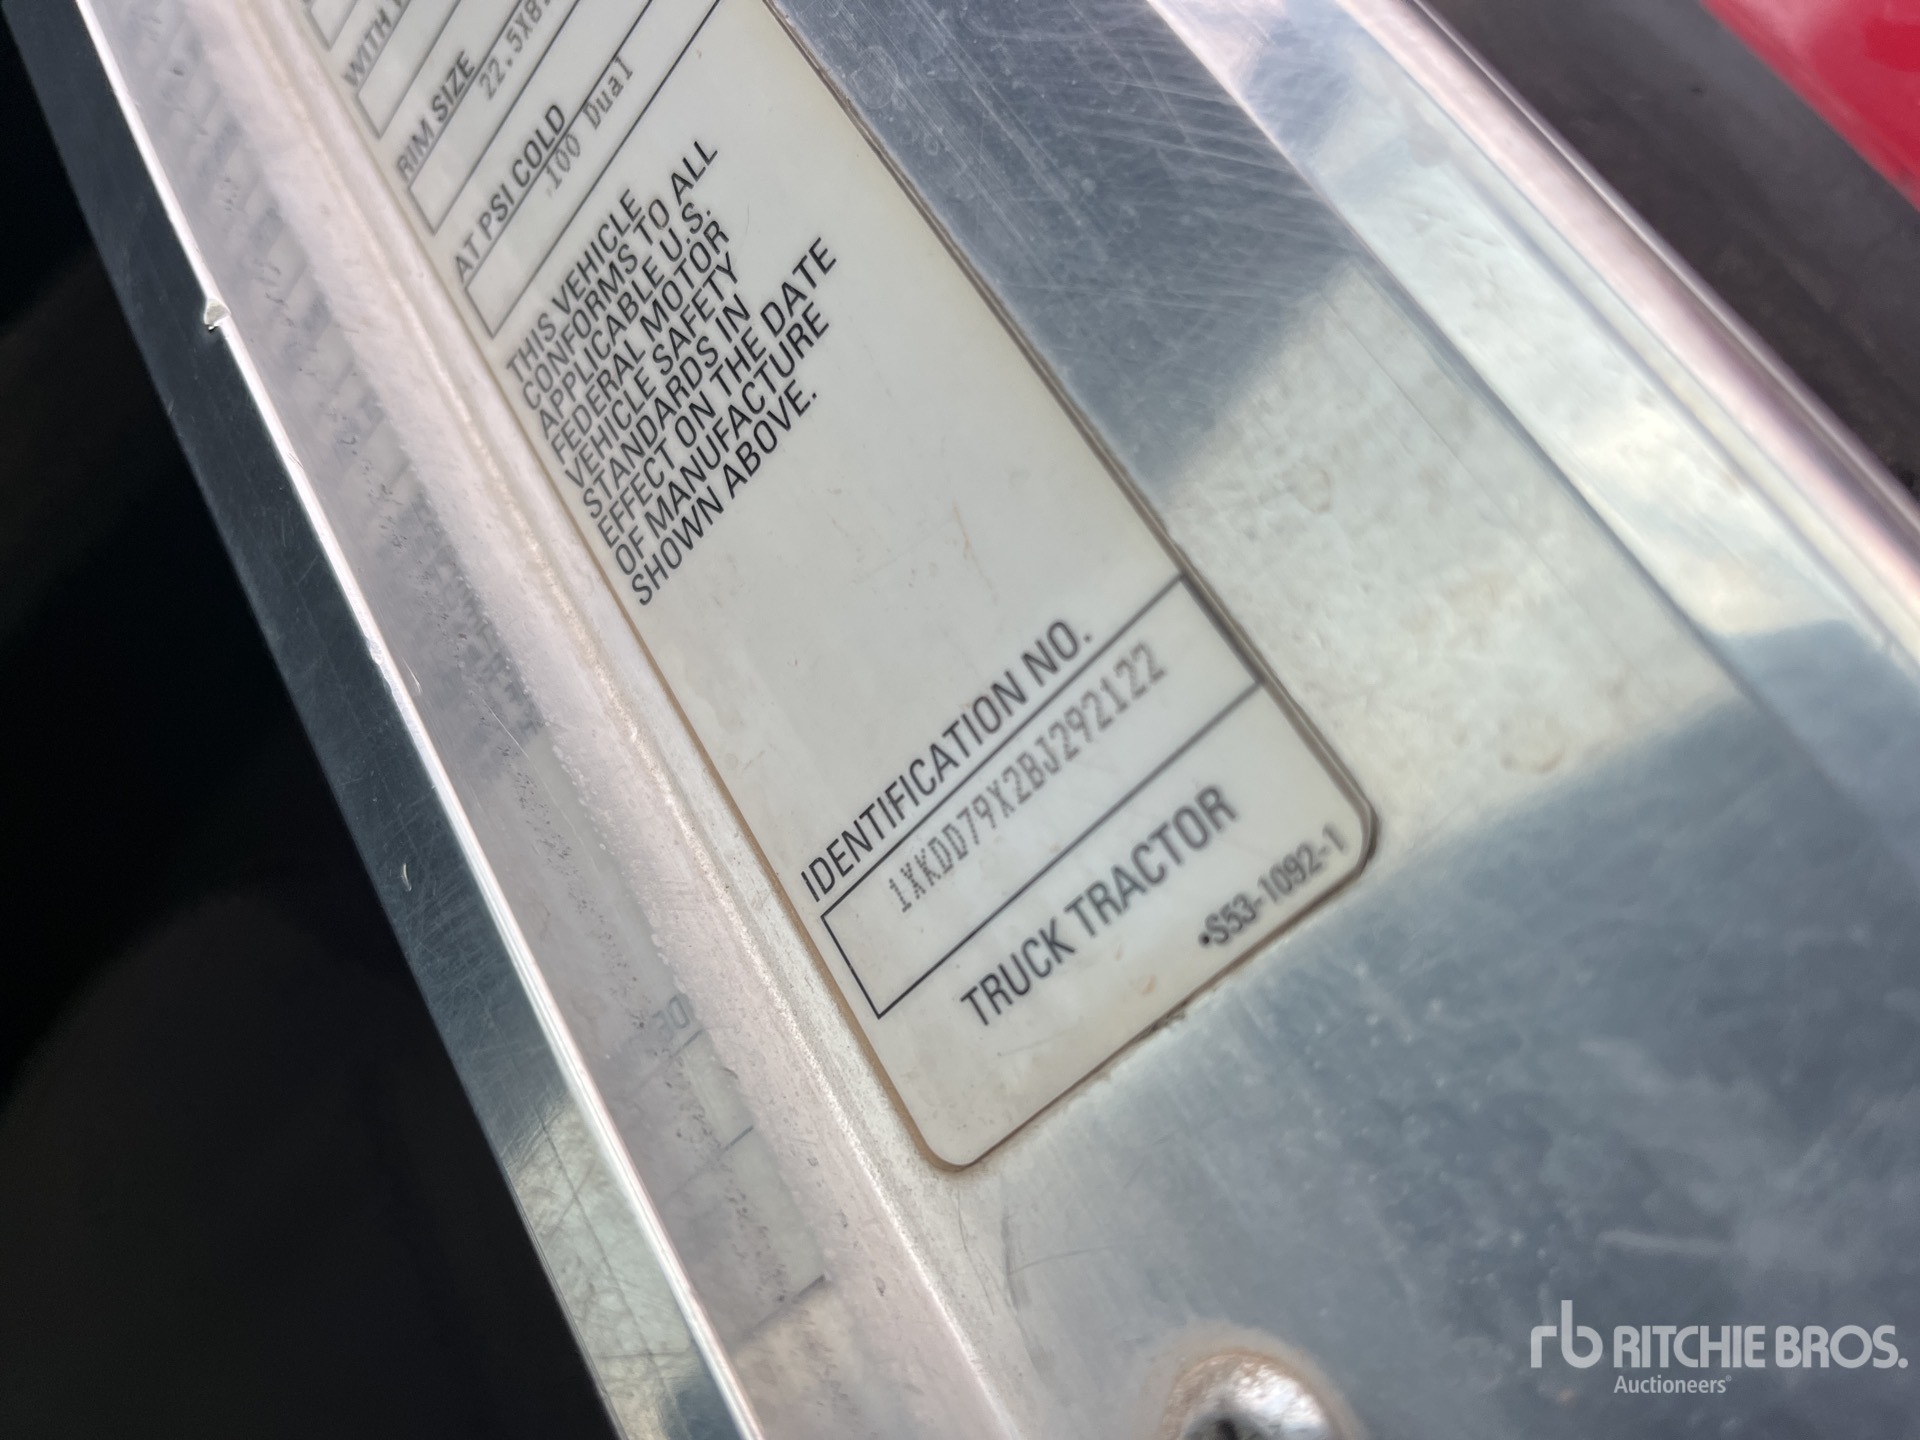 RIM SIZE
22.5X8.
AT PSI COLD
100 Dual
THIS VEHICLE
CONFORMS TO ALL
APPLICABLE U.S.
FEDERAL MOTOR
VEHICLE SAFETY
STANDARDS IN
EFFECT ON THE DATE
OF MANUFACTURE
SHOWN ABOVE.
IDENTIFICATION NO.
1XKDD79X2BJ292122
TRUCK TRACTOR
•S53-1092-1
rb RITCHIE BROS.
Auctioneers